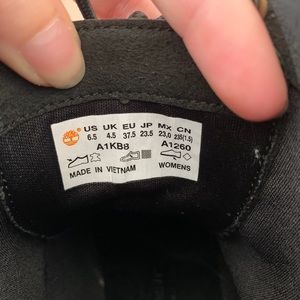 US UK EU JP MX CN
6.5 4.5 37.5 23.5 23,0 235(1.5)
A1KB8 A1260
MADE IN VIETNAM WOMENS